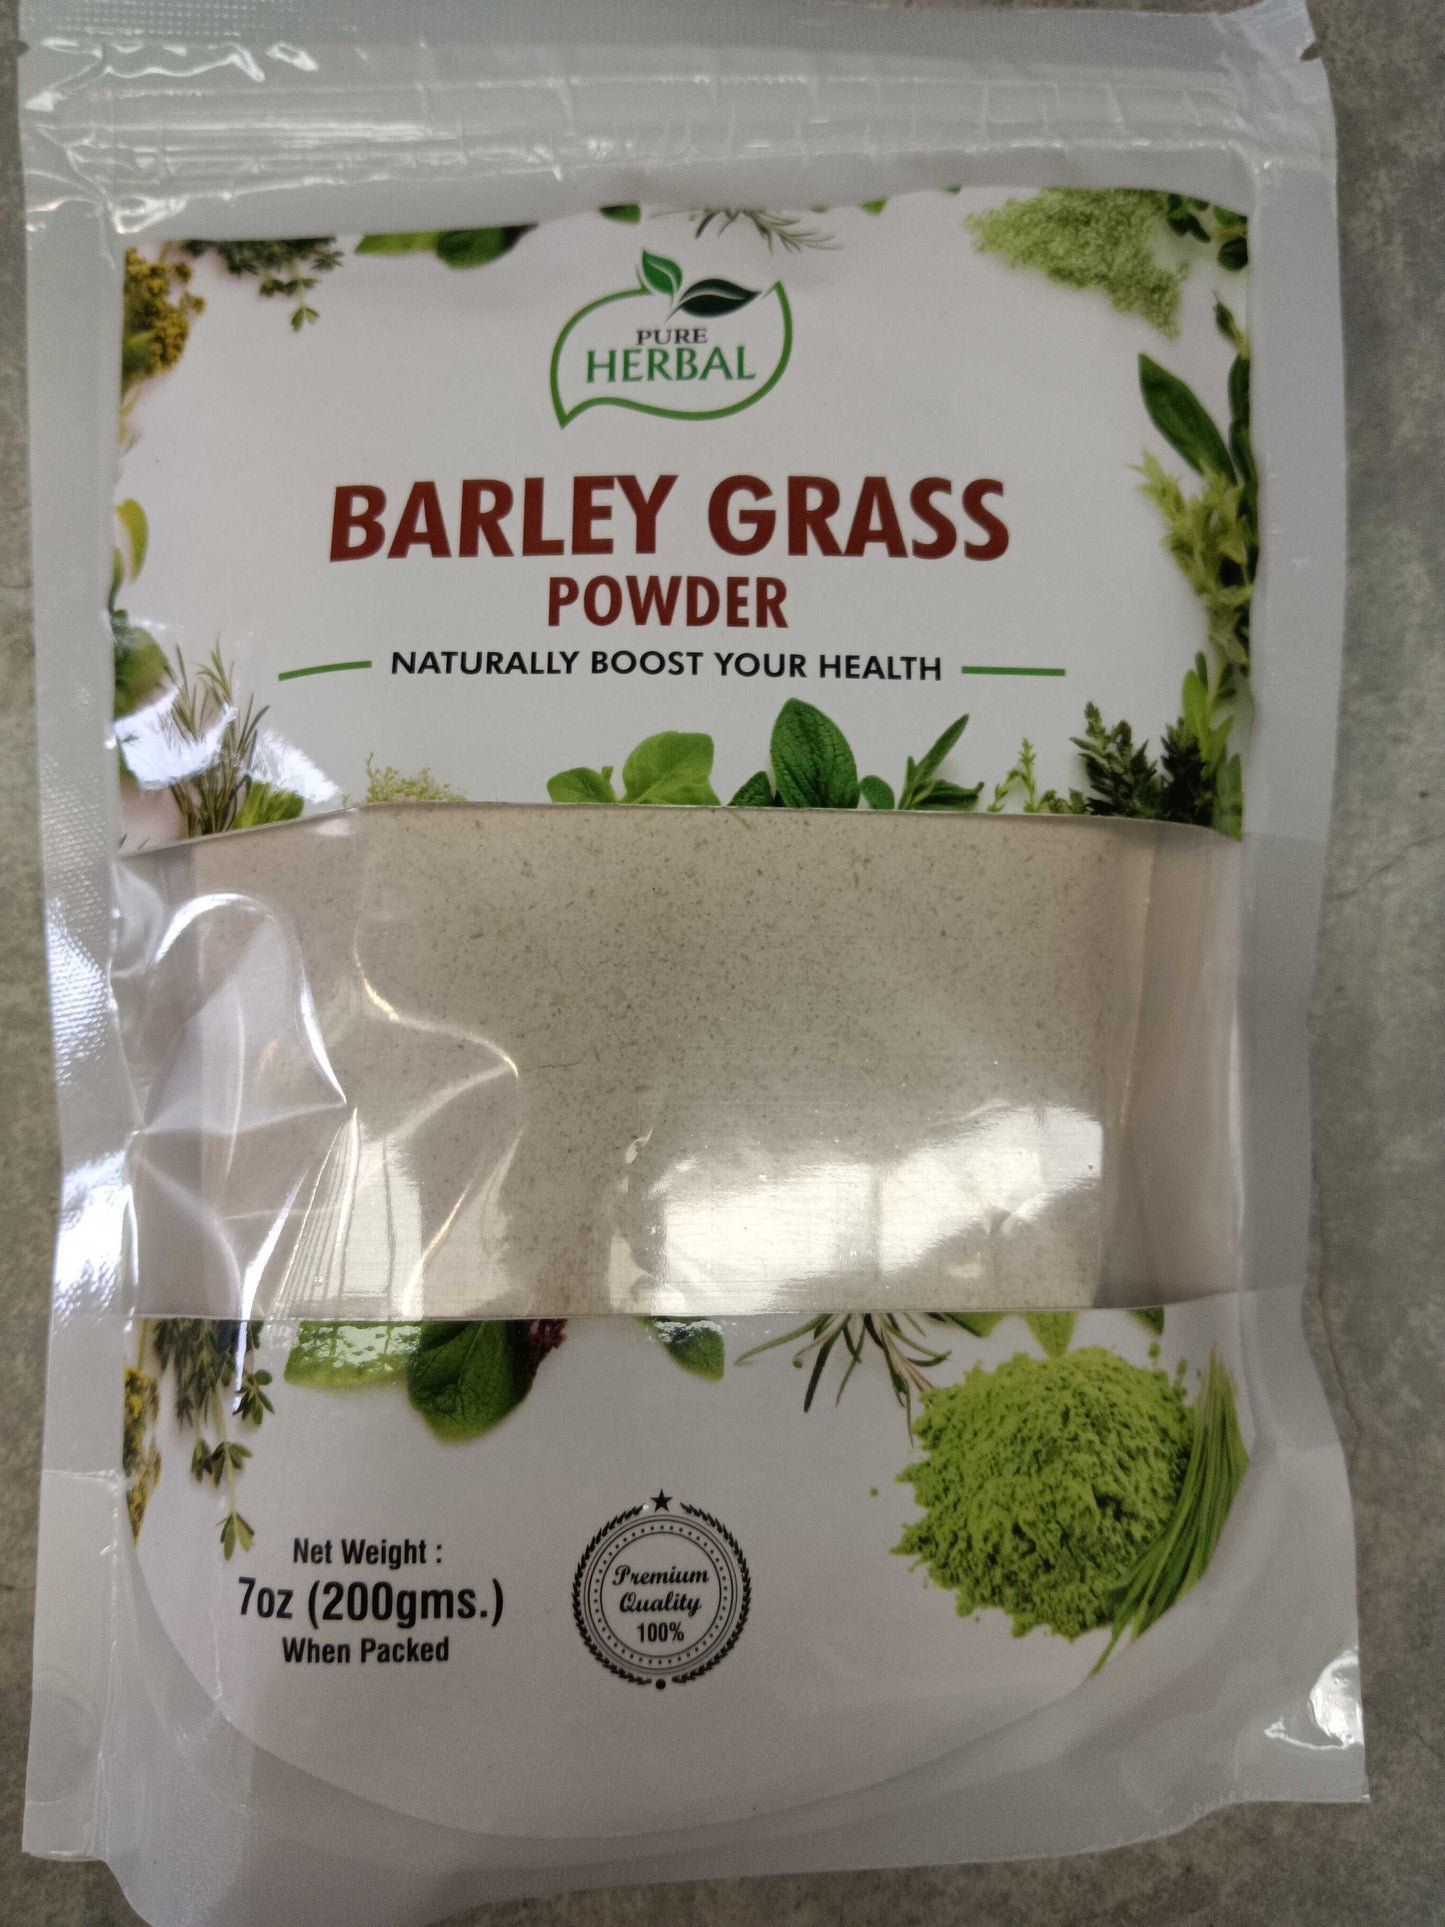 PURE
HERBAL
BARLEY GRASS
POWDER
NATURALLY BOOST YOUR HEALTH
Net Weight :
7oz (200gms.)
When Packed
Premium
Quality
100%